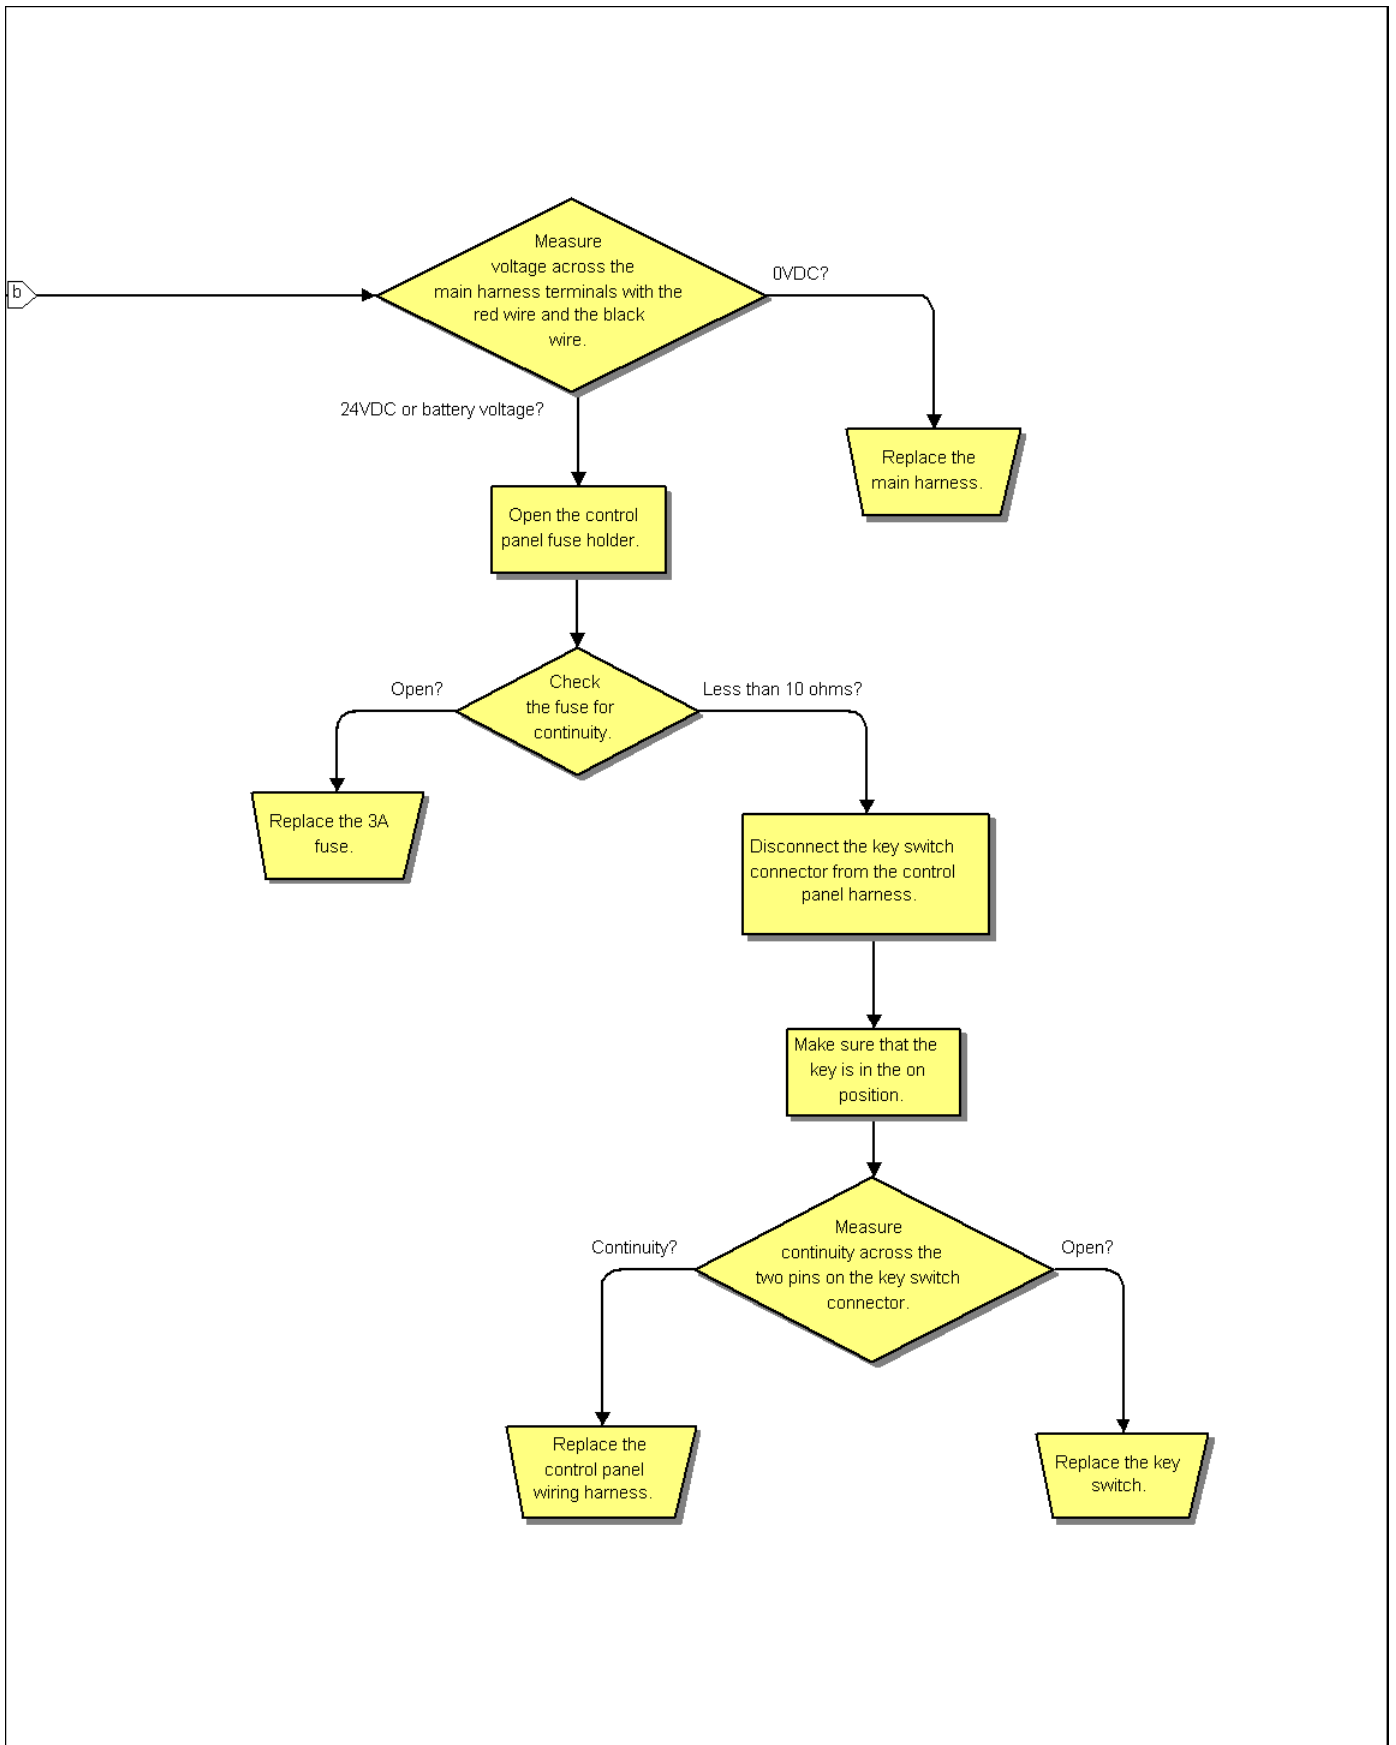 Measure
voltage across the
main harness terminals with the
red wire and the black
wire.
0VDC?
b
24VDC or battery voltage?
Replace the
main harness.
Open the control
panel fuse holder.
Open?
Check
the fuse for
continuity.
Less than 10 ohms?
Replace the 3A
fuse.
Disconnect the key switch
connector from the control
panel harness.
Make sure that the
key is in the on
position.
Continuity?
Measure
continuity across the
two pins on the key switch
connector.
Open?
Replace the
control panel
wiring harness.
Replace the key
switch.